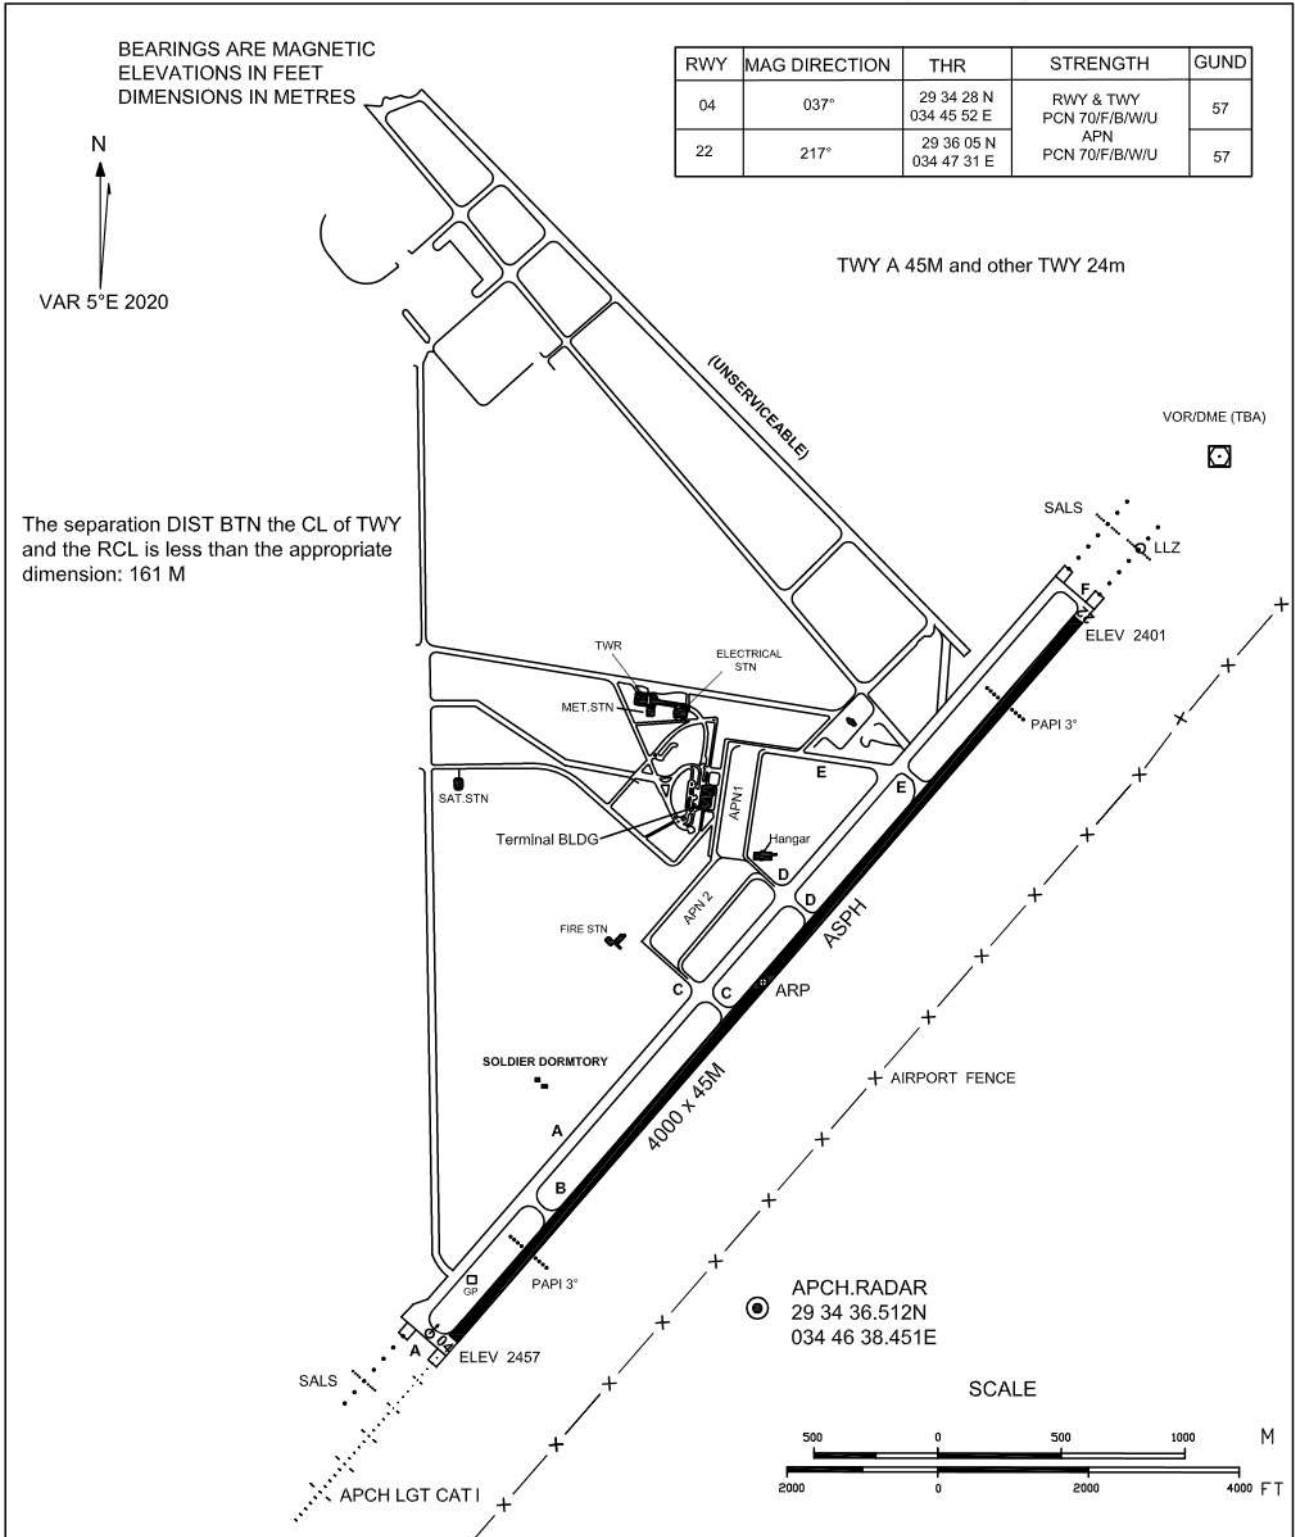 BEARINGS ARE MAGNETIC
ELEVATIONS IN FEET
DIMENSIONS IN METRES
RWY MAG DIRECTION THR STRENGTH GUND
04 037° 29 34 28 N 034 45 52 E RWY & TWY PCN 70/F/B/W/U 57
22 217° 29 36 05 N 034 47 31 E APN PCN 70/F/B/W/U 57
N
VAR 5°E 2020
TWY A 45M and other TWY 24m
(UNSERVICEABLE)
VOR/DME (TBA)
The separation DIST BTN the CL of TWY
and the RCL is less than the appropriate
dimension: 161 M
SALS
LLZ
F
22
ELEV 2401
TWR
ELECTRICAL
STN
MET.STN
PAPI 3°
E
E
SAT.STN
APN1
Terminal BLDG
Hangar
D
D
APN 2
ASPH
FIRE STN
C
C
ARP
SOLDIER DORMTORY
AIRPORT FENCE
4000 x 45M
A
B
PAPI 3°
GP
APCH.RADAR
29 34 36.512N
034 46 38.451E
04
A
ELEV 2457
SALS
APCH LGT CAT I
SCALE
500 0 500 1000 M
2000 0 2000 4000 FT